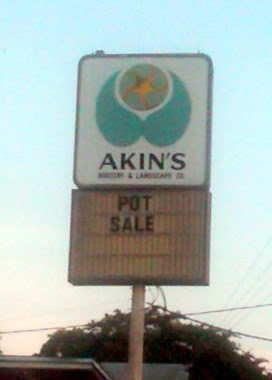 AKIN'S
NURSERY & LANDSCAPE CO.
POT
SALE